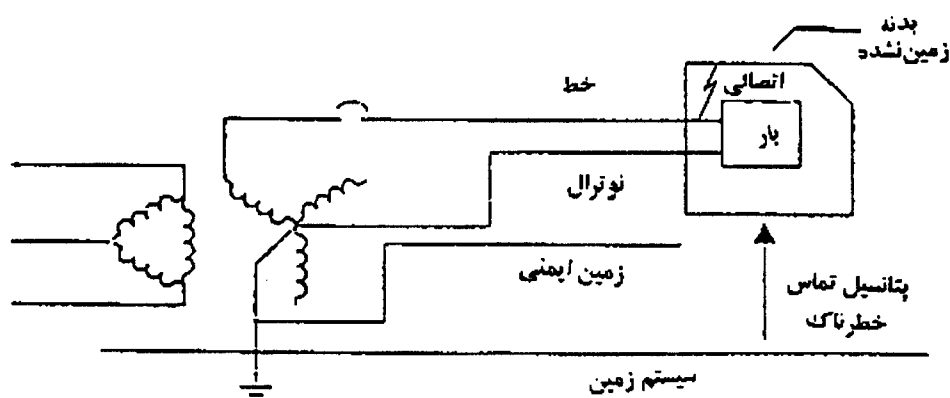 بدنه
زمین‌نشده
خط
اتصالی
بار
نوترال
زمین ایمنی
پتانسیل تماس
خطرناک
سیستم زمین